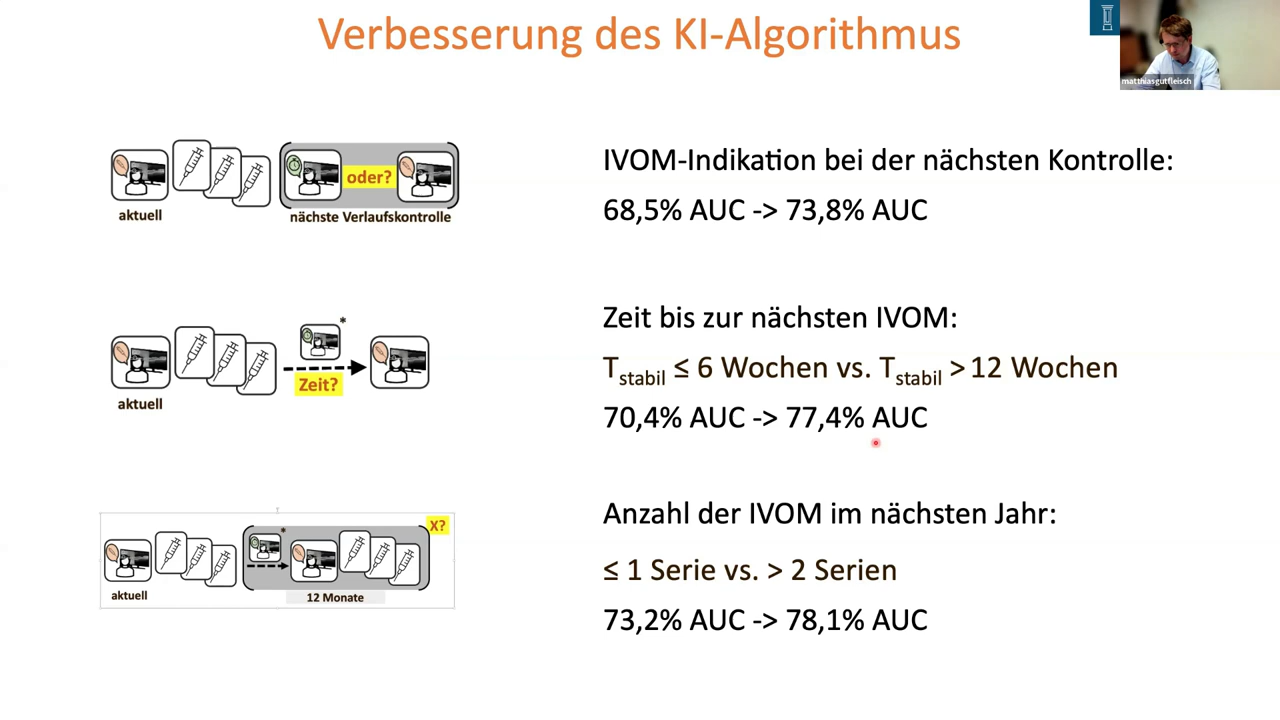 Verbesserung des KI-Algorithmus
matthiasgutfleisch
oder?
aktuell
nächste Verlaufskontrolle
IVOM-Indikation bei der nächsten Kontrolle:
68,5% AUC -> 73,8% AUC
*
Zeit?
aktuell
Zeit bis zur nächsten IVOM:
Tstabil ≤ 6 Wochen vs. Tstabil > 12 Wochen
70,4% AUC -> 77,4% AUC
X?
*
aktuell
12 Monate
Anzahl der IVOM im nächsten Jahr:
≤ 1 Serie vs. > 2 Serien
73,2% AUC -> 78,1% AUC